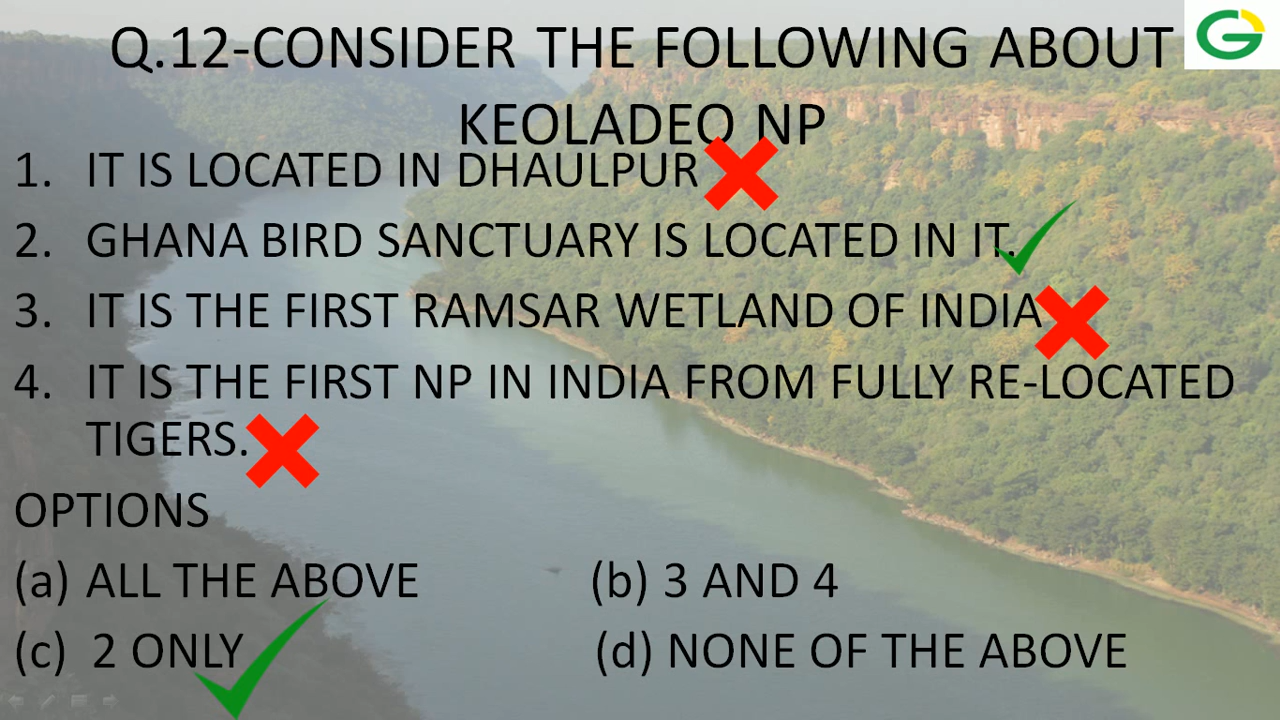 Q.12-CONSIDER THE FOLLOWING ABOUT
KEOLADEO NP
1. IT IS LOCATED IN DHAULPUR
2. GHANA BIRD SANCTUARY IS LOCATED IN IT.
3. IT IS THE FIRST RAMSAR WETLAND OF INDIA
4. IT IS THE FIRST NP IN INDIA FROM FULLY RE-LOCATED
TIGERS.
OPTIONS
(a) ALL THE ABOVE (b) 3 AND 4
(c) 2 ONLY (d) NONE OF THE ABOVE